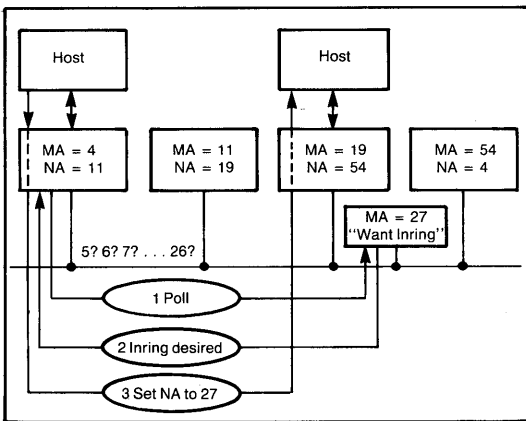 Host
Host
MA = 4
NA = 11
MA = 11
NA = 19
MA = 19
NA = 54
MA = 54
NA = 4
MA = 27
"Want Inring"
5? 6? 7? . . . 26?
1 Poll
2 Inring desired
3 Set NA to 27